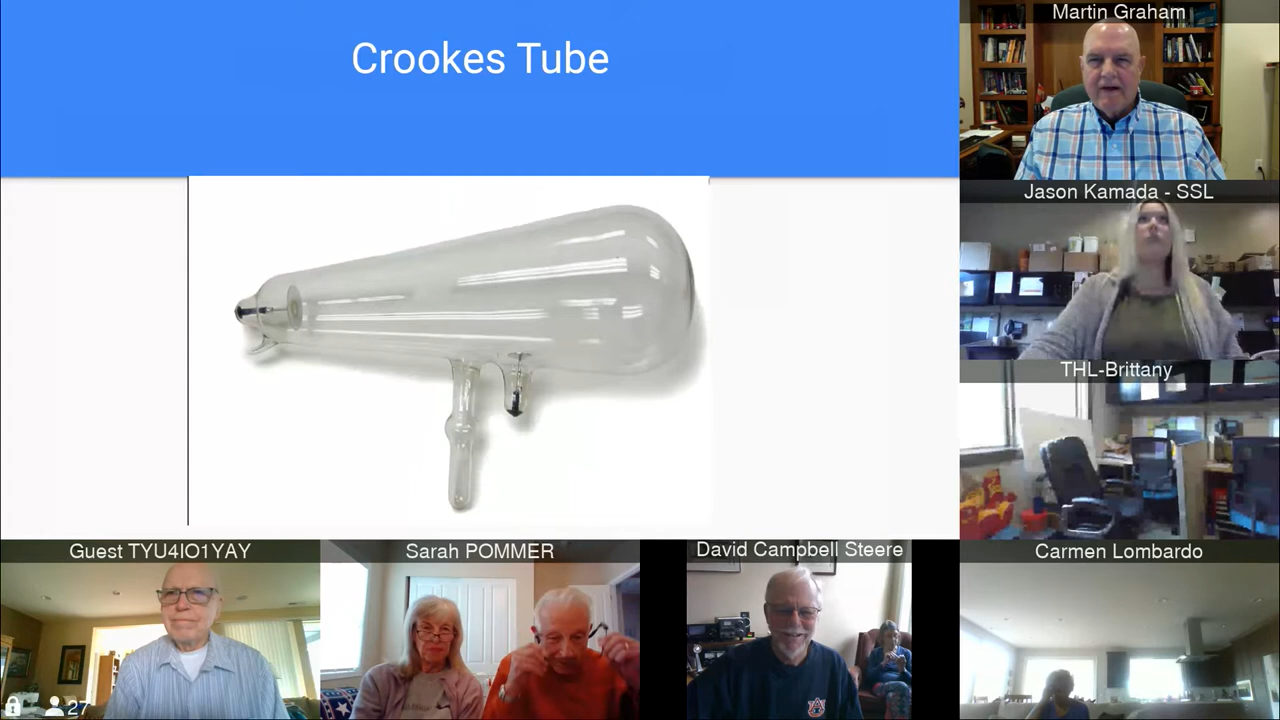 Crookes Tube
Martin Graham
Jason Kamada - SSL
THL-Brittany
Guest TYU4IO1YAY
Sarah POMMER
David Campbell Steere
Carmen Lombardo
27